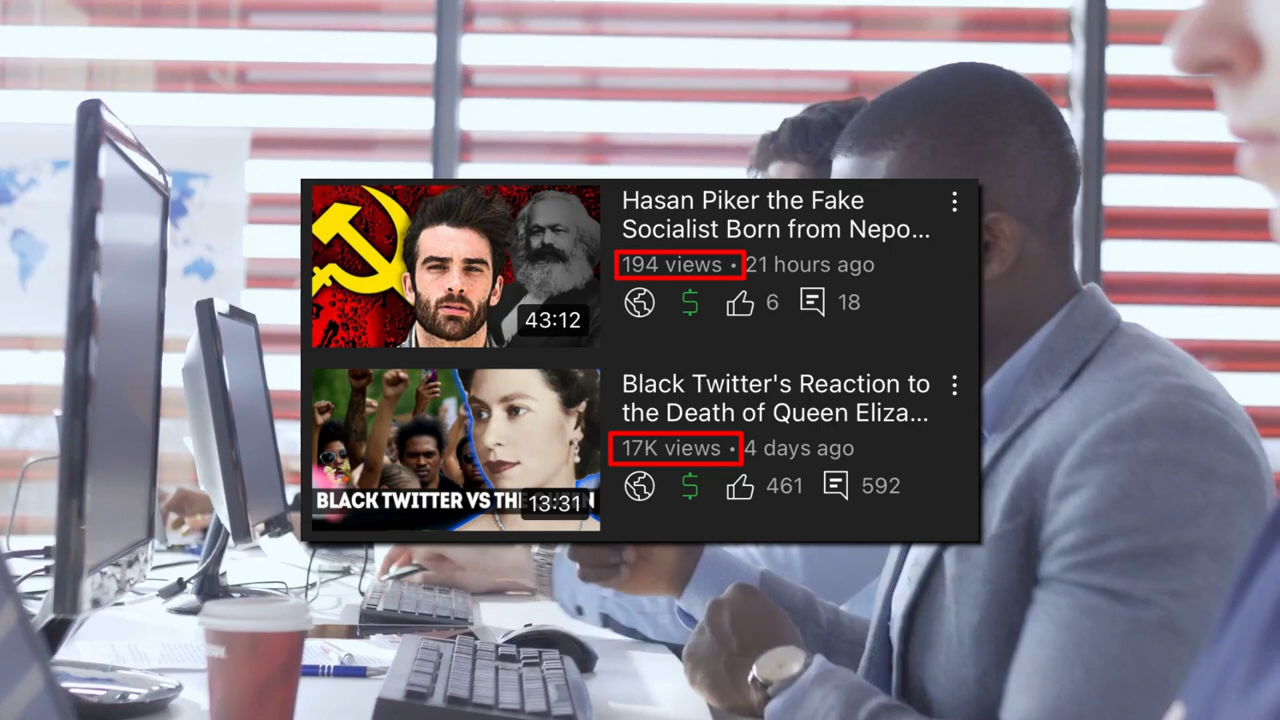 Hasan Piker the Fake
Socialist Born from Nepo...
194 views • 21 hours ago
6
18
43:12
Black Twitter's Reaction to
the Death of Queen Eliza...
17K views • 4 days ago
461
592
BLACK TWITTER VS TH
13:31